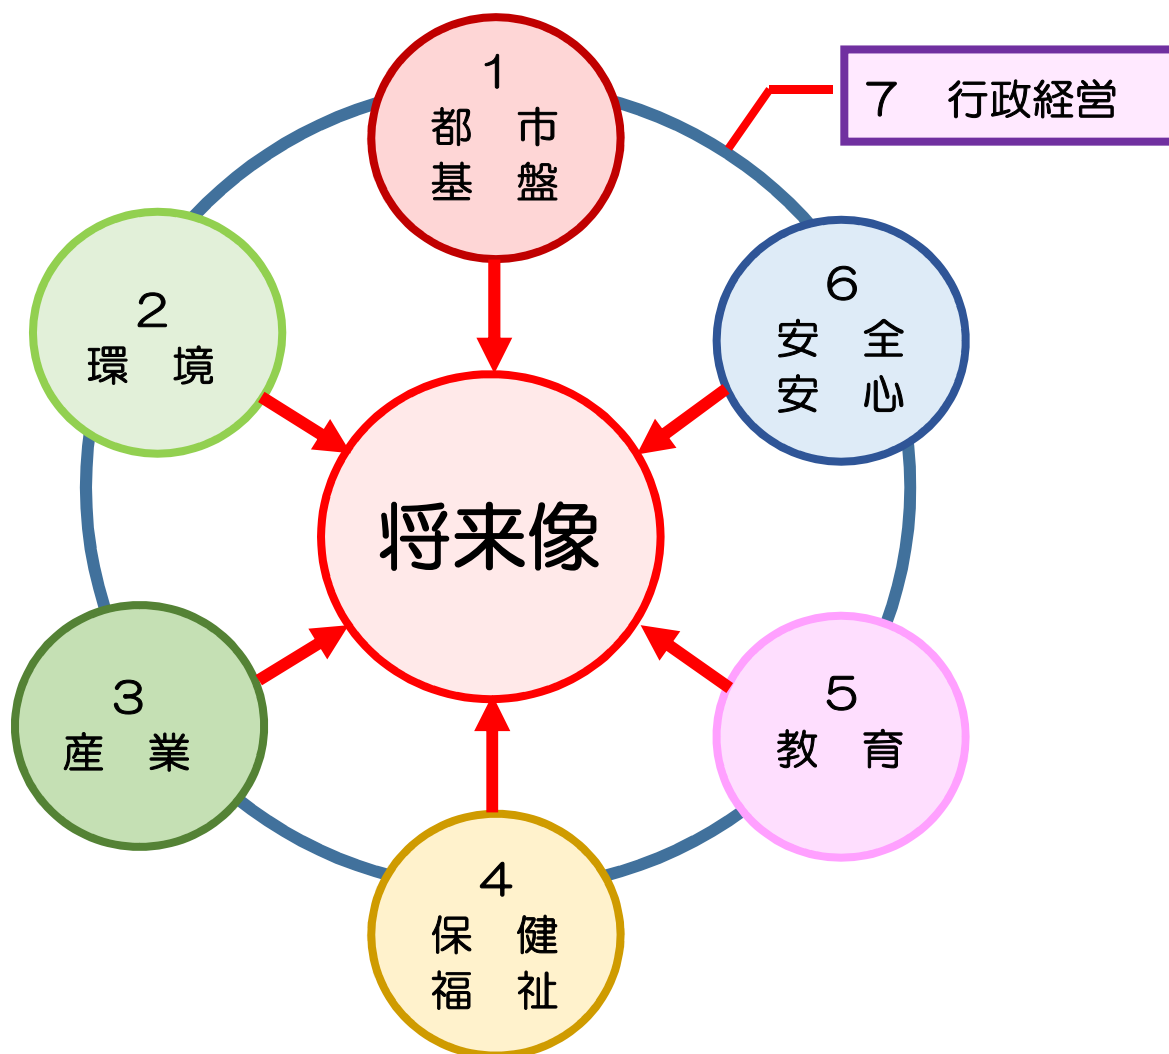 １
都　市
基　盤
７　行政経営
２
環　境
６
安　全
安　心
将来像
３
産　業
５
教　育
４
保　健
福　祉